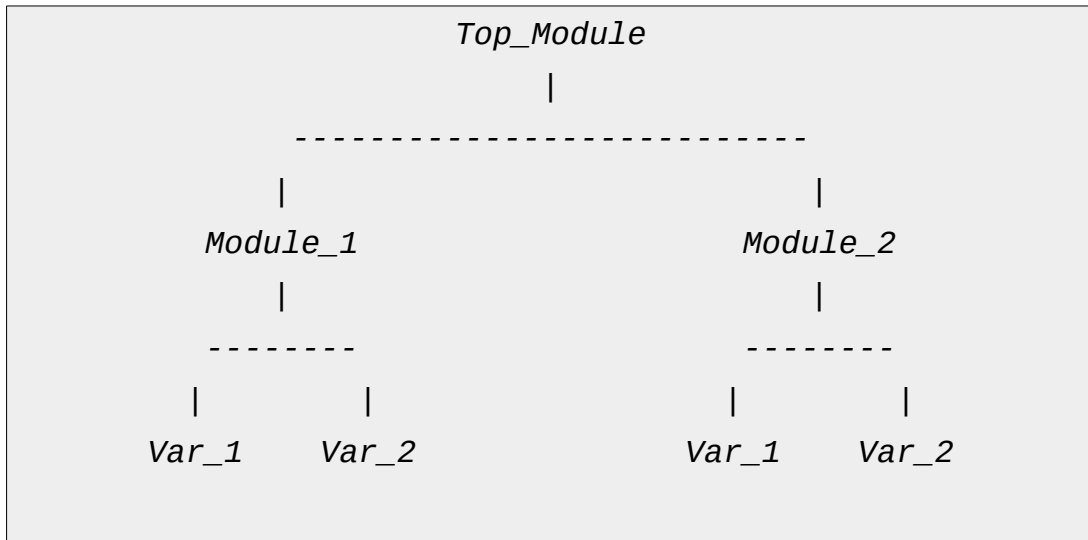 Top_Module
|
---------------------------
| |
Module_1 Module_2
| |
-------- --------
| | | |
Var_1 Var_2 Var_1 Var_2